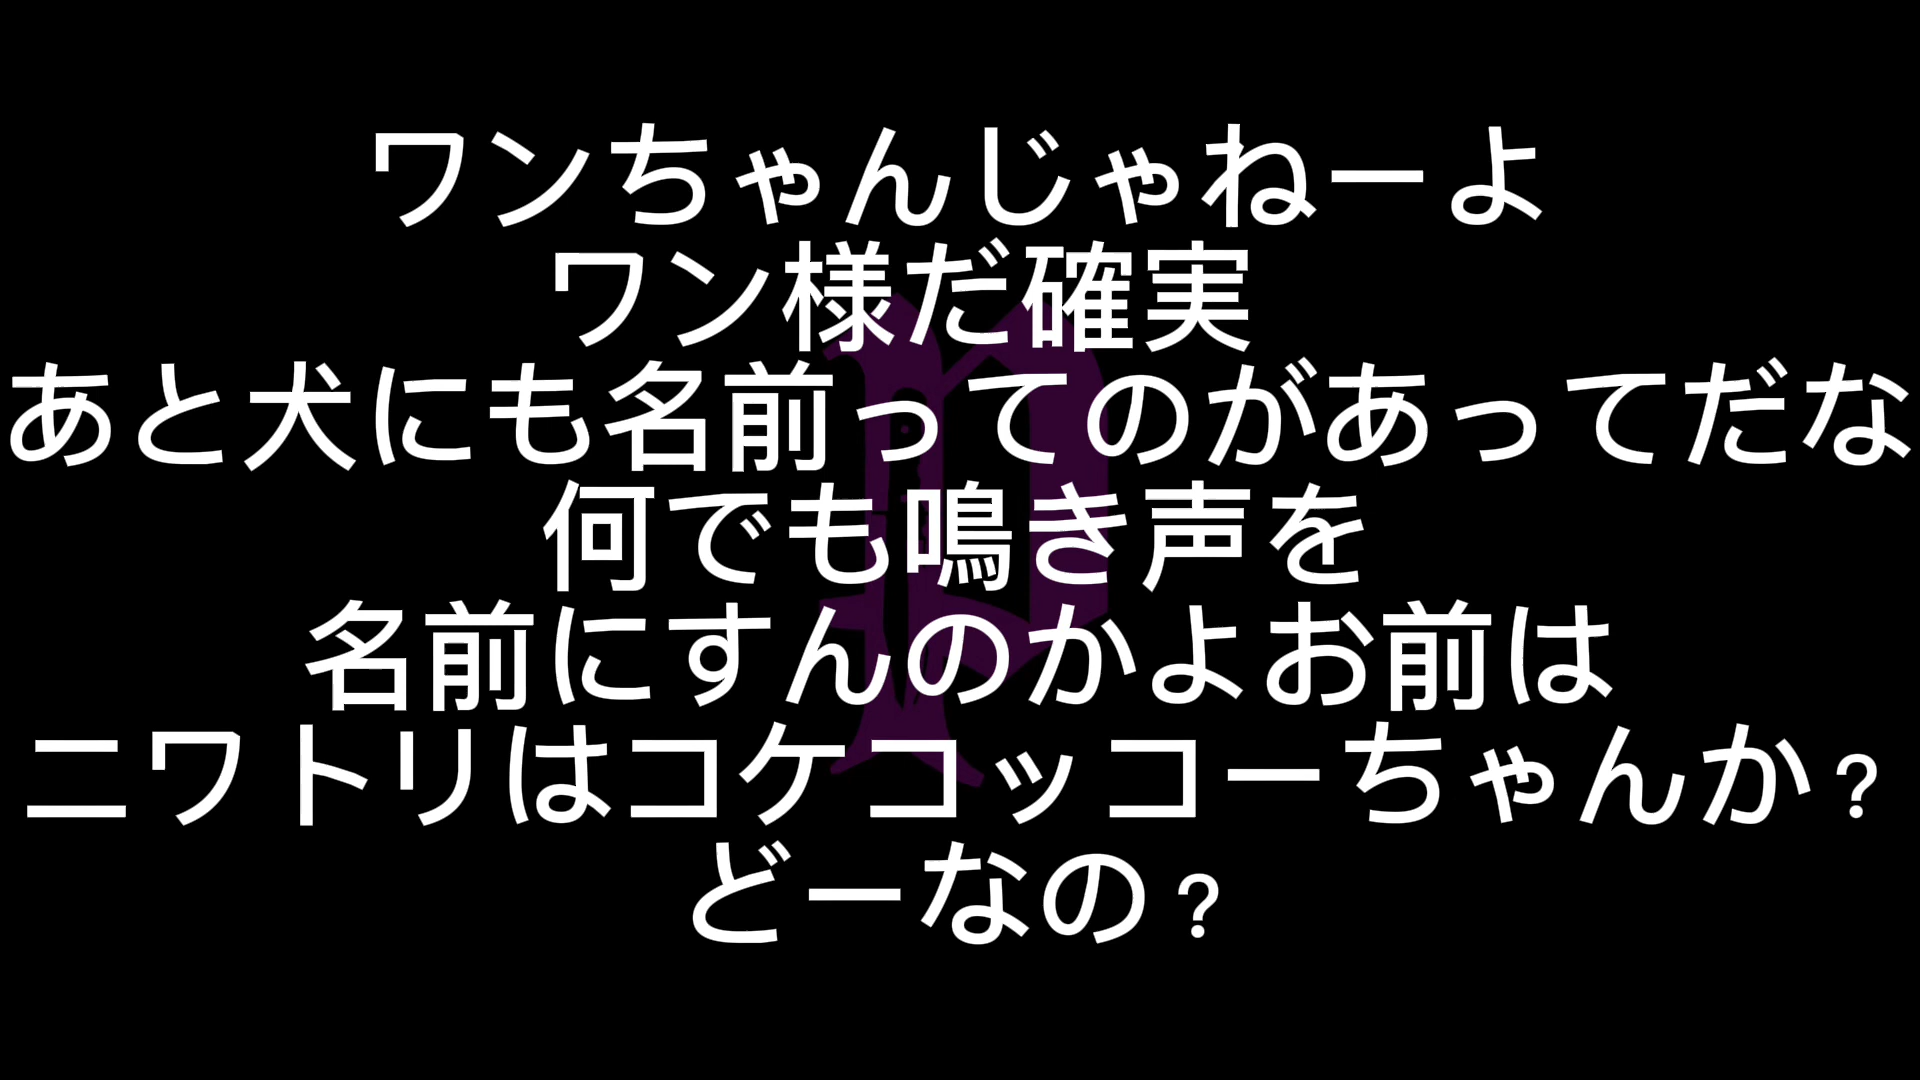 ワンちゃんじゃねーよ
ワン様だ確実
あと犬にも名前ってのがあってだな
何でも鳴き声を
名前にすんのかよお前は
ニワトリはコケコッコーちゃんか？
どーなの？